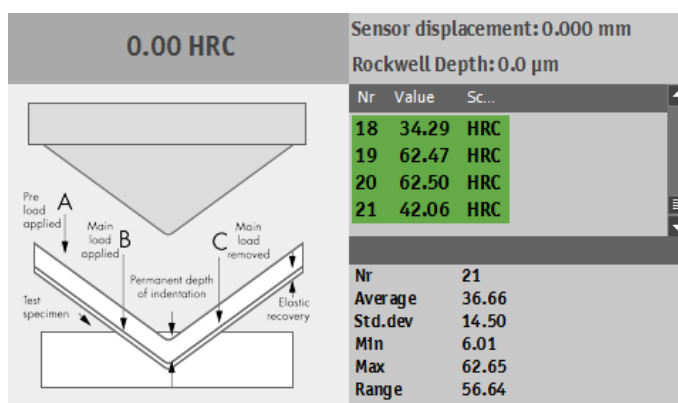 0.00 HRC
Sensor displacement: 0.000 mm
Rockwell Depth: 0.0 µm
Nr Value Sc...
18 34.29 HRC
19 62.47 HRC
20 62.50 HRC
21 42.06 HRC
Nr 21
Average 36.66
Std.dev 14.50
Min 6.01
Max 62.65
Range 56.64
Pre
load
applied
A
Main
load
applied
B
C
Main
load
removed
Permanent depth
of indentation
Test
specimen
Elastic
recovery